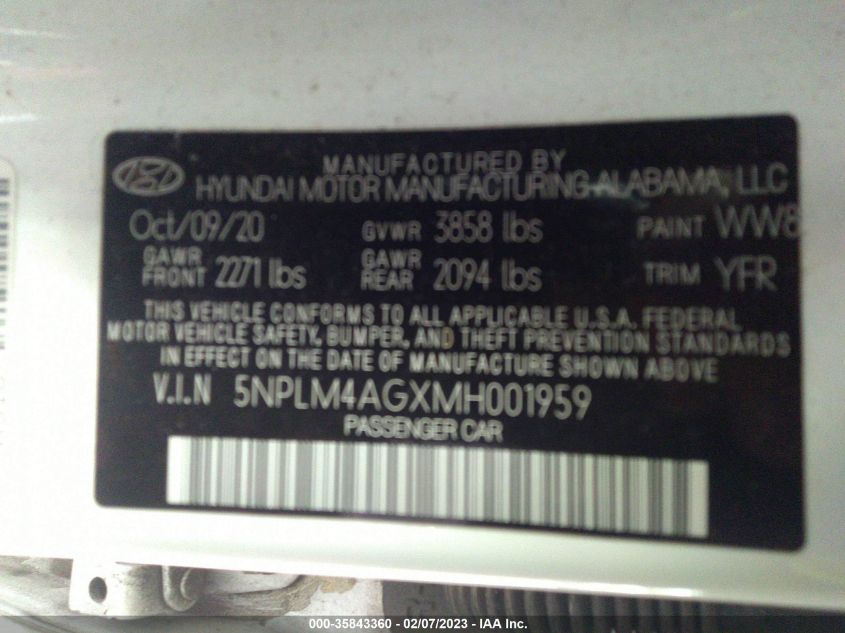 MANUFACTURED BY
HYUNDAI MOTOR MANUFACTURING ALABAMA, LLC
Oct/09/20 GVWR 3858 lbs PAINT WW8
GAWR FRONT 2271 lbs GAWR REAR 2094 lbs TRIM YFR
THIS VEHICLE CONFORMS TO ALL APPLICABLE U.S.A. FEDERAL
MOTOR VEHICLE SAFETY, BUMPER, AND THEFT PREVENTION STANDARDS
IN EFFECT ON THE DATE OF MANUFACTURE SHOWN ABOVE
V.I.N 5NPLM4AGXMH001959
PASSENGER CAR
000-35843360 - 02/07/2023 - IAA Inc.